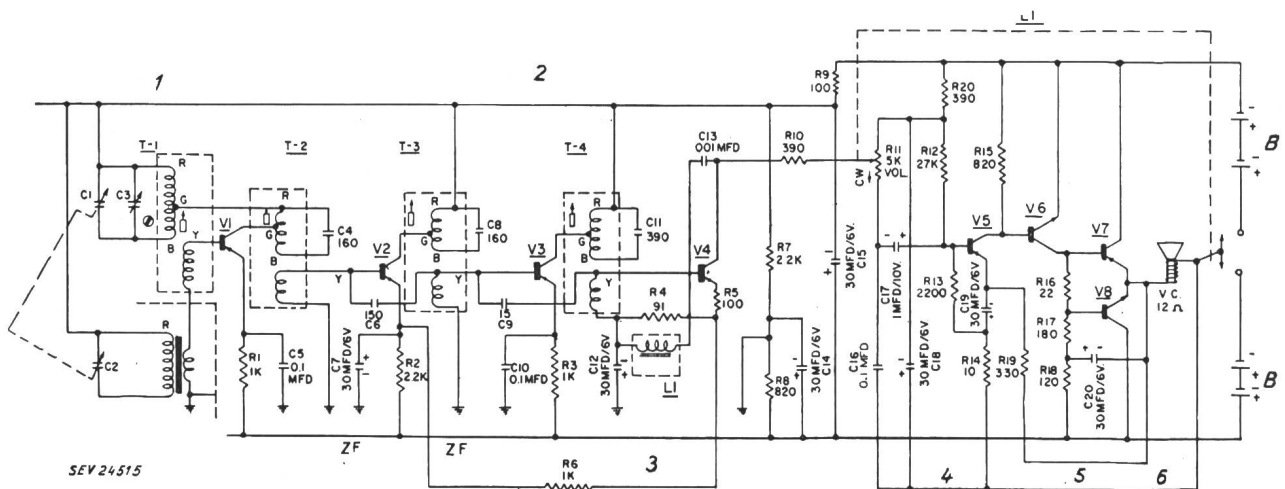 1
2
3
4
5
6
T-1
R
G
Y
B
C1
C3
C2
R
T-2
R
G
B
C4
160
V1
R1
1K
C5
0.1
MFD
T-3
R
G
B
Y
Y
C8
160
V2
150
C6
C7
30MFD/6V
R2
2.2K
ZF
ZF
T-4
R
G
B
Y
C11
390
V3
15
C9
C10
0.1MFD
R3
1K
C12
30MFD/6V
R4
91
L1
R5
100
V4
C13
.001MFD
R10
390
R6
1K
R7
2.2K
R8
820
30MFD/6V
C14
R9
100
30MFD/6V
C15
L1
R11
5K
VOL.
CW
R20
390
R12
27K
R15
820
V5
V6
V7
V8
C17
1MFD/10V.
C16
0.1 MFD
30MFD/6V
C18
R13
2200
C19
30MFD/6V
R14
10
R19
330
R16
22
R17
180
R18
120
C20
30MFD/6V.
V.C.
12Ω
B
B
SEV 24515